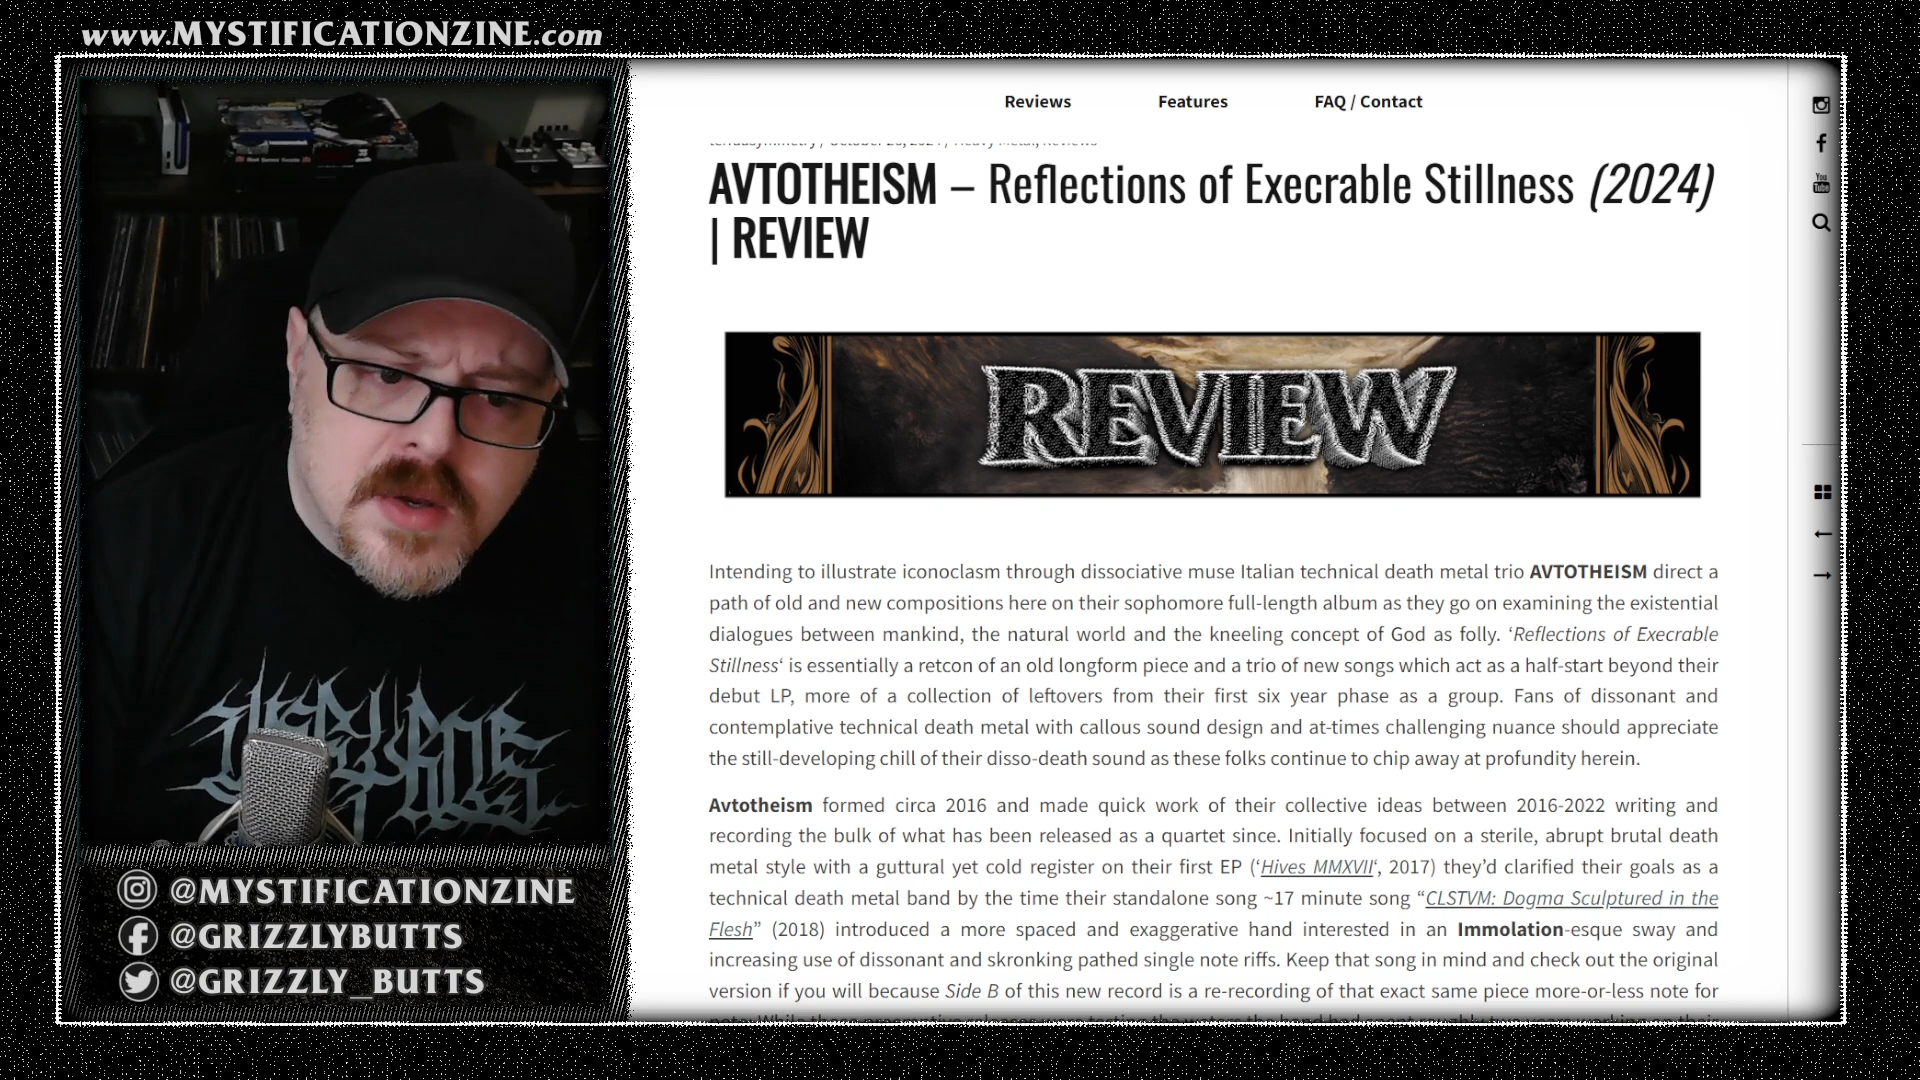 www.MYSTIFICATIONZINE.com
Reviews
Features
FAQ / Contact
AVTOTHEISM – Reflections of Execrable Stillness (2024)
| REVIEW
REVIEW
Intending to illustrate iconoclasm through dissociative muse Italian technical death metal trio AVTOTHEISM direct a
path of old and new compositions here on their sophomore full-length album as they go on examining the existential
dialogues between mankind, the natural world and the kneeling concept of God as folly. ‘Reflections of Execrable
Stillness‘ is essentially a retcon of an old longform piece and a trio of new songs which act as a half-start beyond their
debut LP, more of a collection of leftovers from their first six year phase as a group. Fans of dissonant and
contemplative technical death metal with callous sound design and at-times challenging nuance should appreciate
the still-developing chill of their disso-death sound as these folks continue to chip away at profundity herein.
Avtotheism formed circa 2016 and made quick work of their collective ideas between 2016-2022 writing and
recording the bulk of what has been released as a quartet since. Initially focused on a sterile, abrupt brutal death
metal style with a guttural yet cold register on their first EP (‘Hives MMXVII‘, 2017) they’d clarified their goals as a
technical death metal band by the time their standalone song ~17 minute song “CLSTVM: Dogma Sculptured in the
Flesh” (2018) introduced a more spaced and exaggerative hand interested in an Immolation-esque sway and
increasing use of dissonant and skronking pathed single note riffs. Keep that song in mind and check out the original
version if you will because Side B of this new record is a re-recording of that exact same piece more-or-less note for
You
Tube
@MYSTIFICATIONZINE
@GRIZZLYBUTTS
@GRIZZLY_BUTTS